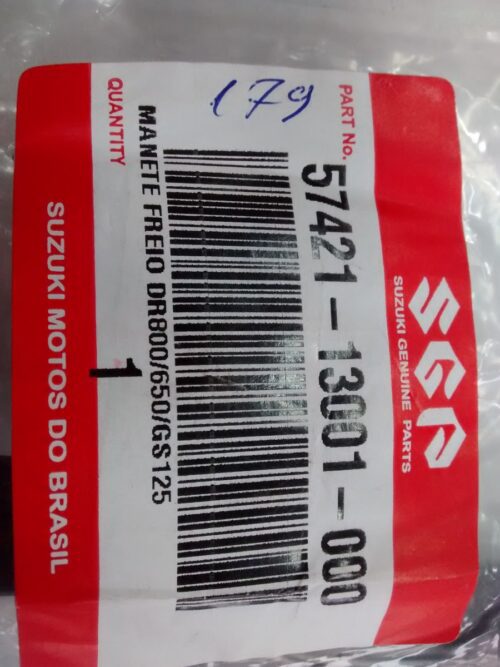 SGP
SUZUKI GENUINE PARTS
PART No.
179
57421-13001-000
MANETE FREIO DR800/650/GS125
QUANTITY
1
SUZUKI MOTOS DO BRASIL